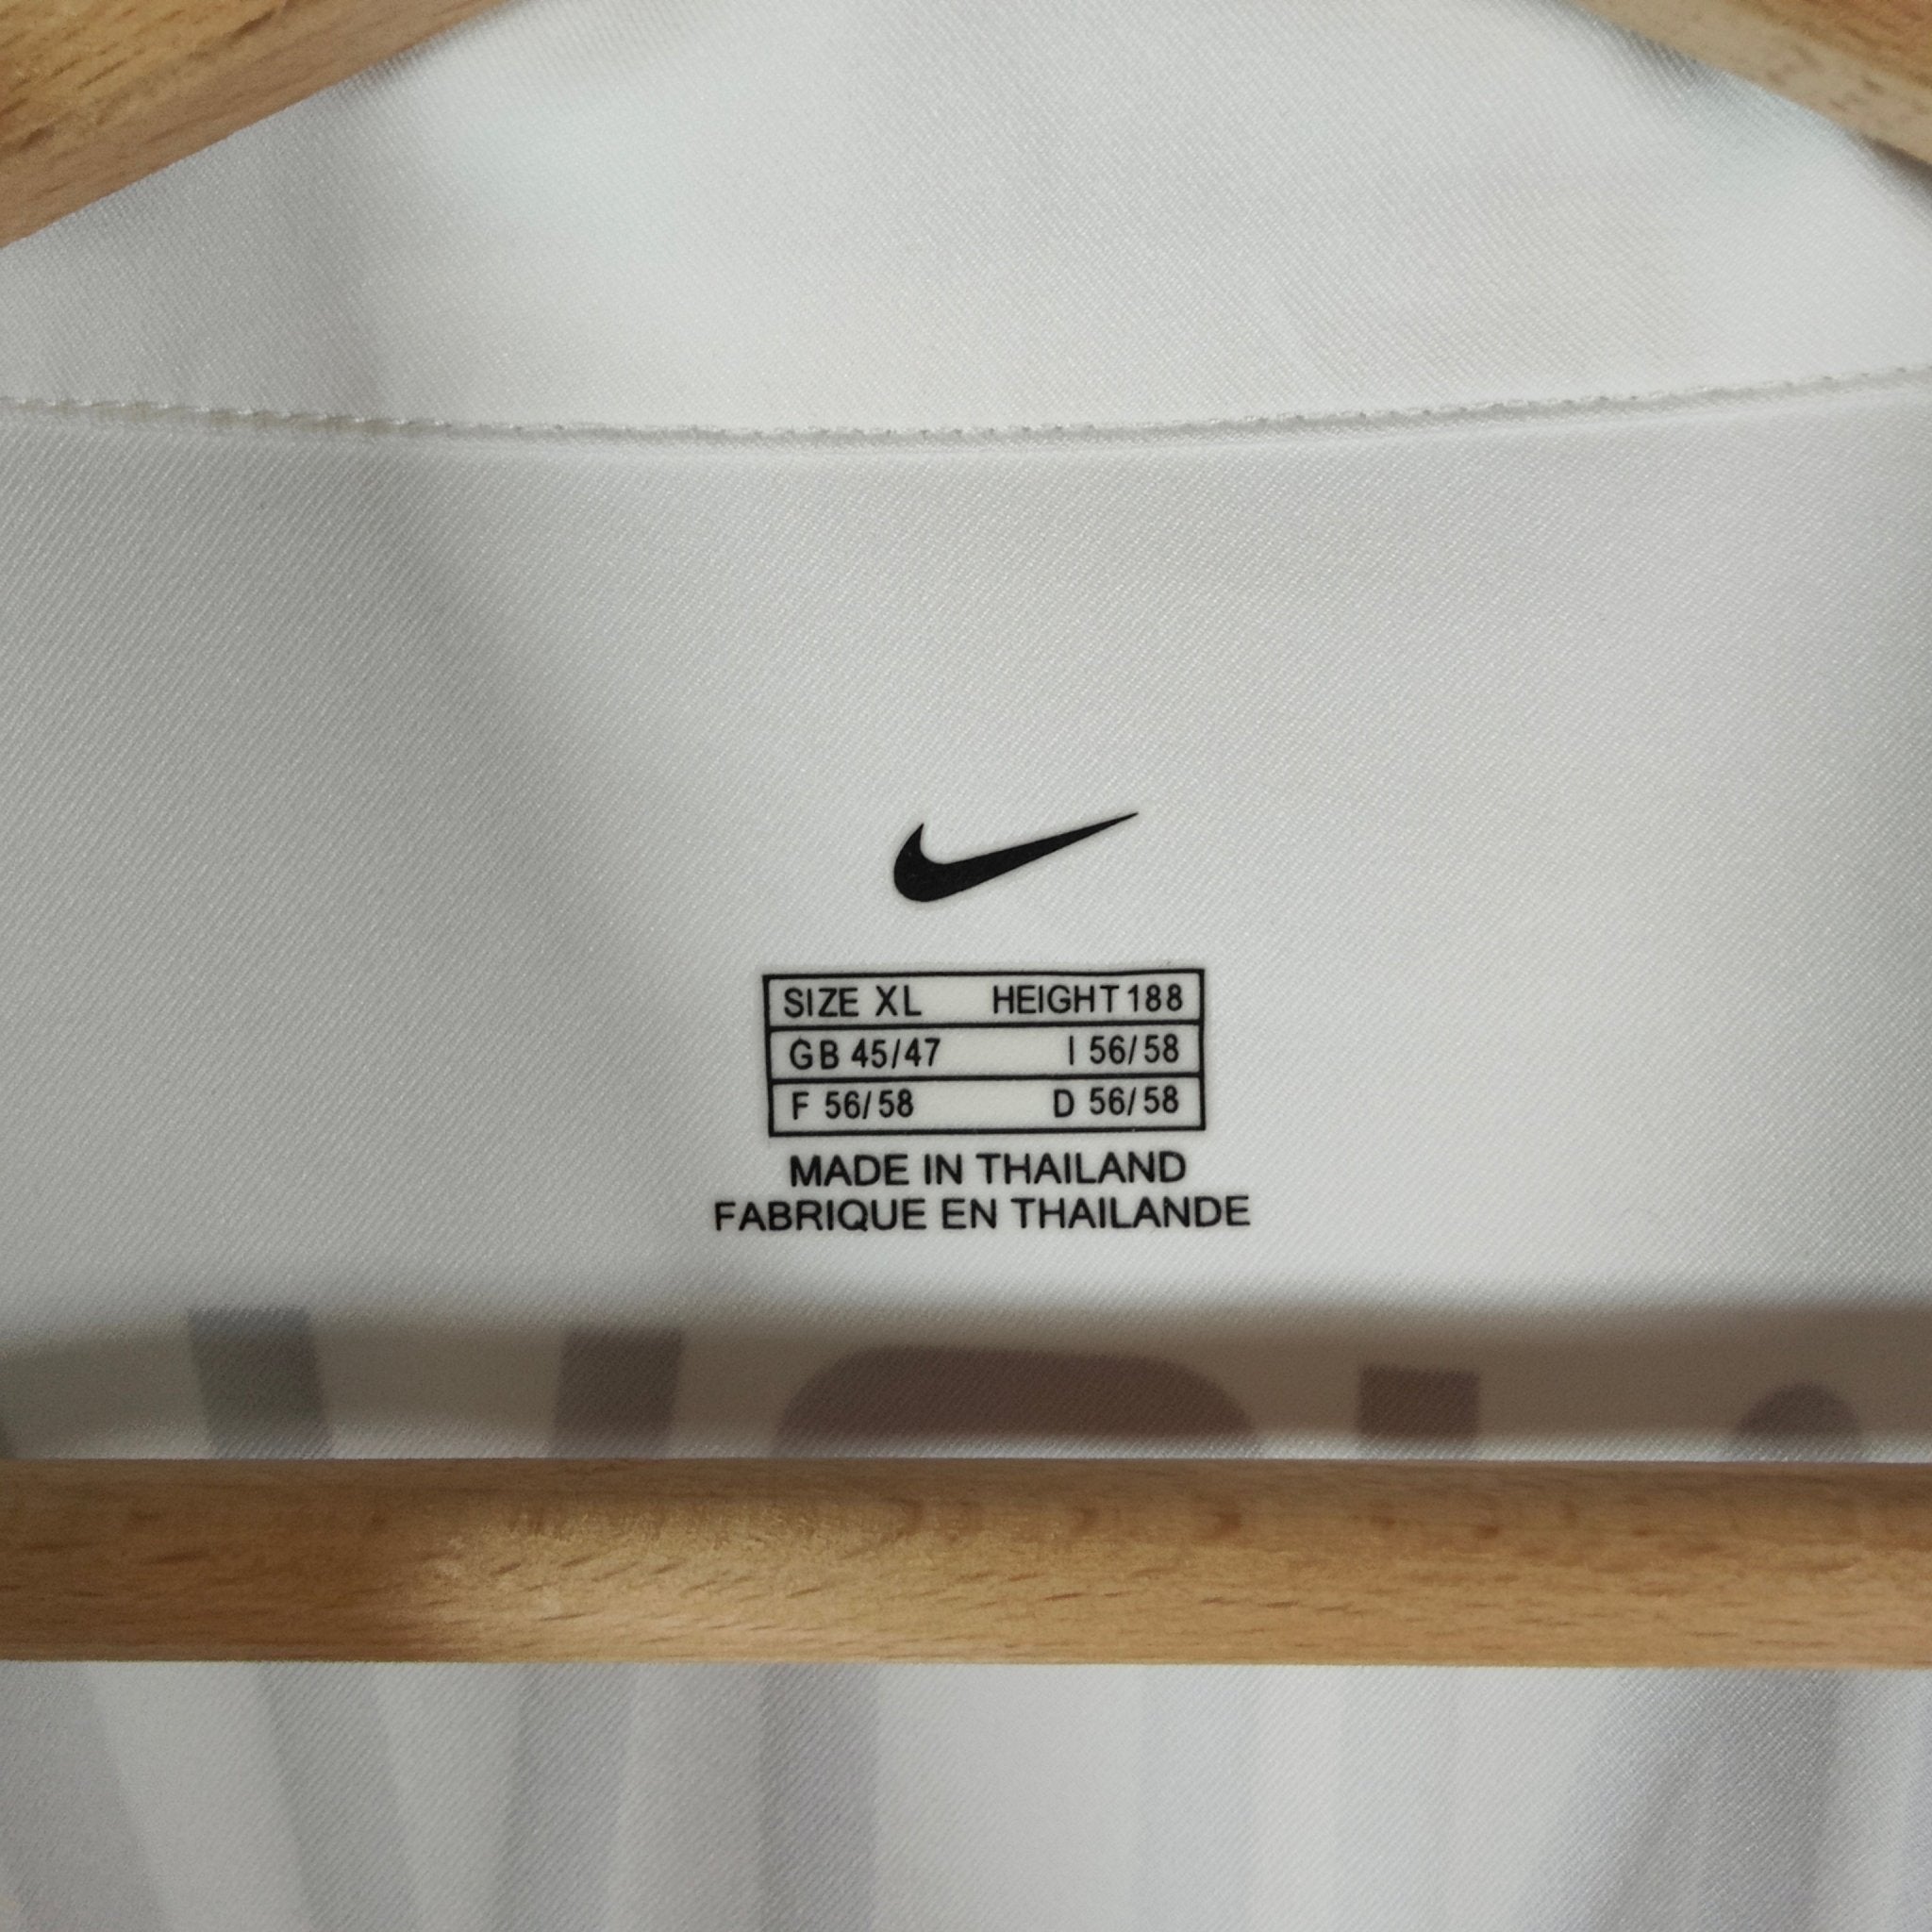 SIZE XL HEIGHT 188
GB 45/47 I 56/58
F 56/58 D 56/58
MADE IN THAILAND
FABRIQUE EN THAILANDE